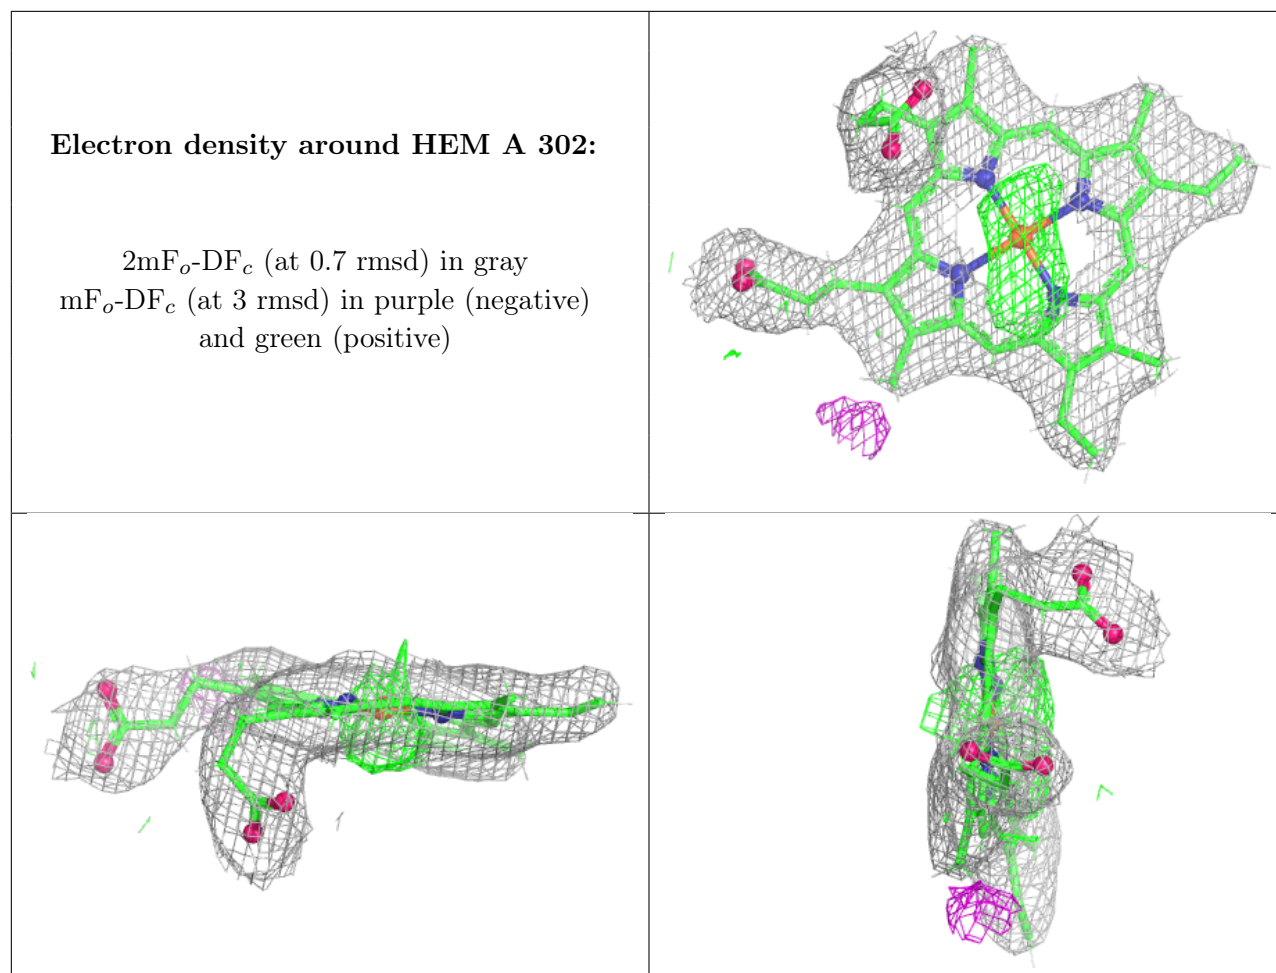 Electron density around HEM A 302:
2mFo-DFc (at 0.7 rmsd) in gray
mFo-DFc (at 3 rmsd) in purple (negative)
and green (positive)